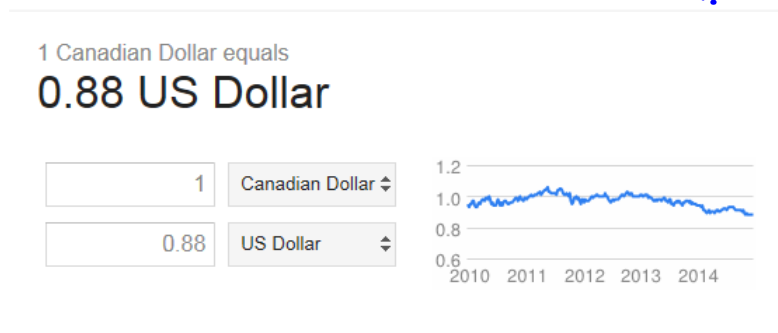 1 Canadian Dollar equals
0.88 US Dollar
1 Canadian Dollar
0.88 US Dollar
1.2
1.0
0.8
0.6
2010 2011 2012 2013 2014